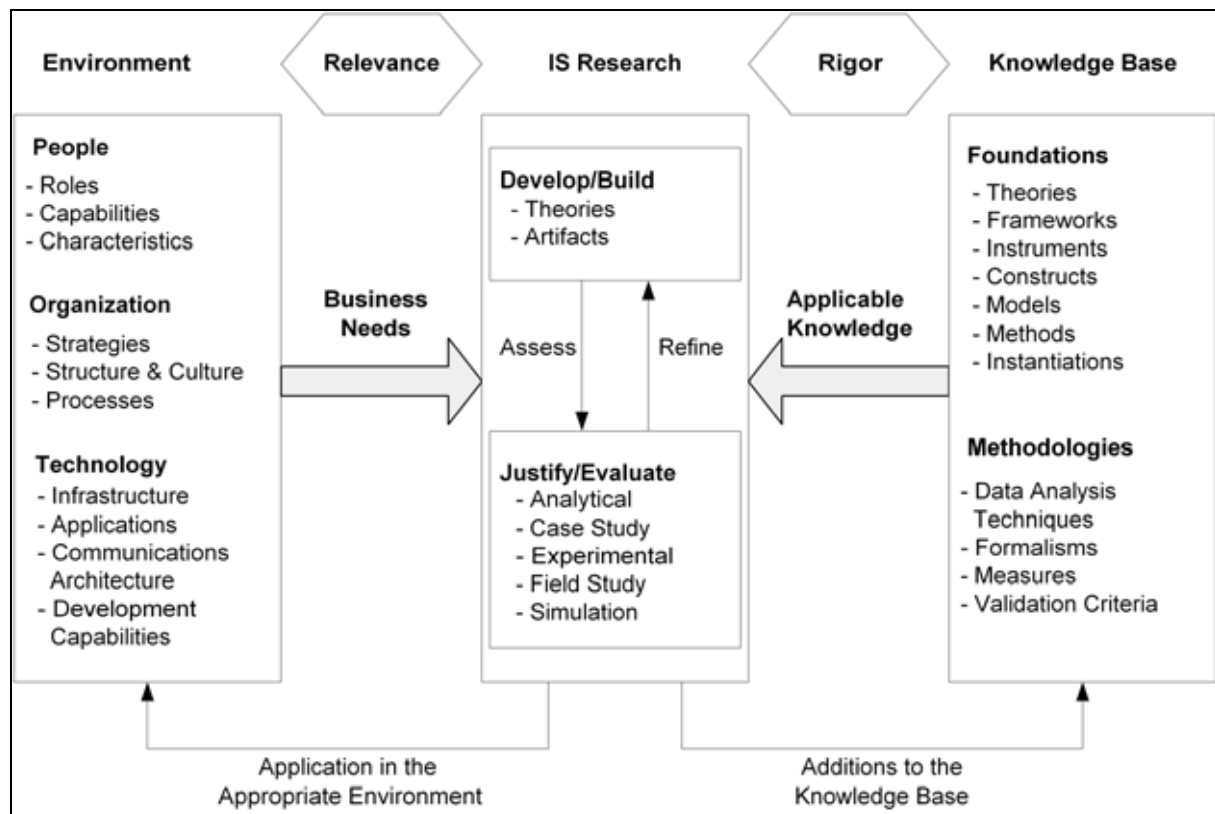 Environment
Relevance
IS Research
Rigor
Knowledge Base
People
- Roles
- Capabilities
- Characteristics
Organization
- Strategies
- Structure & Culture
- Processes
Technology
- Infrastructure
- Applications
- Communications
Architecture
- Development
Capabilities
Business
Needs
Develop/Build
- Theories
- Artifacts
Assess
Refine
Justify/Evaluate
- Analytical
- Case Study
- Experimental
- Field Study
- Simulation
Applicable
Knowledge
Foundations
- Theories
- Frameworks
- Instruments
- Constructs
- Models
- Methods
- Instantiations
Methodologies
- Data Analysis
Techniques
- Formalisms
- Measures
- Validation Criteria
Application in the
Appropriate Environment
Additions to the
Knowledge Base